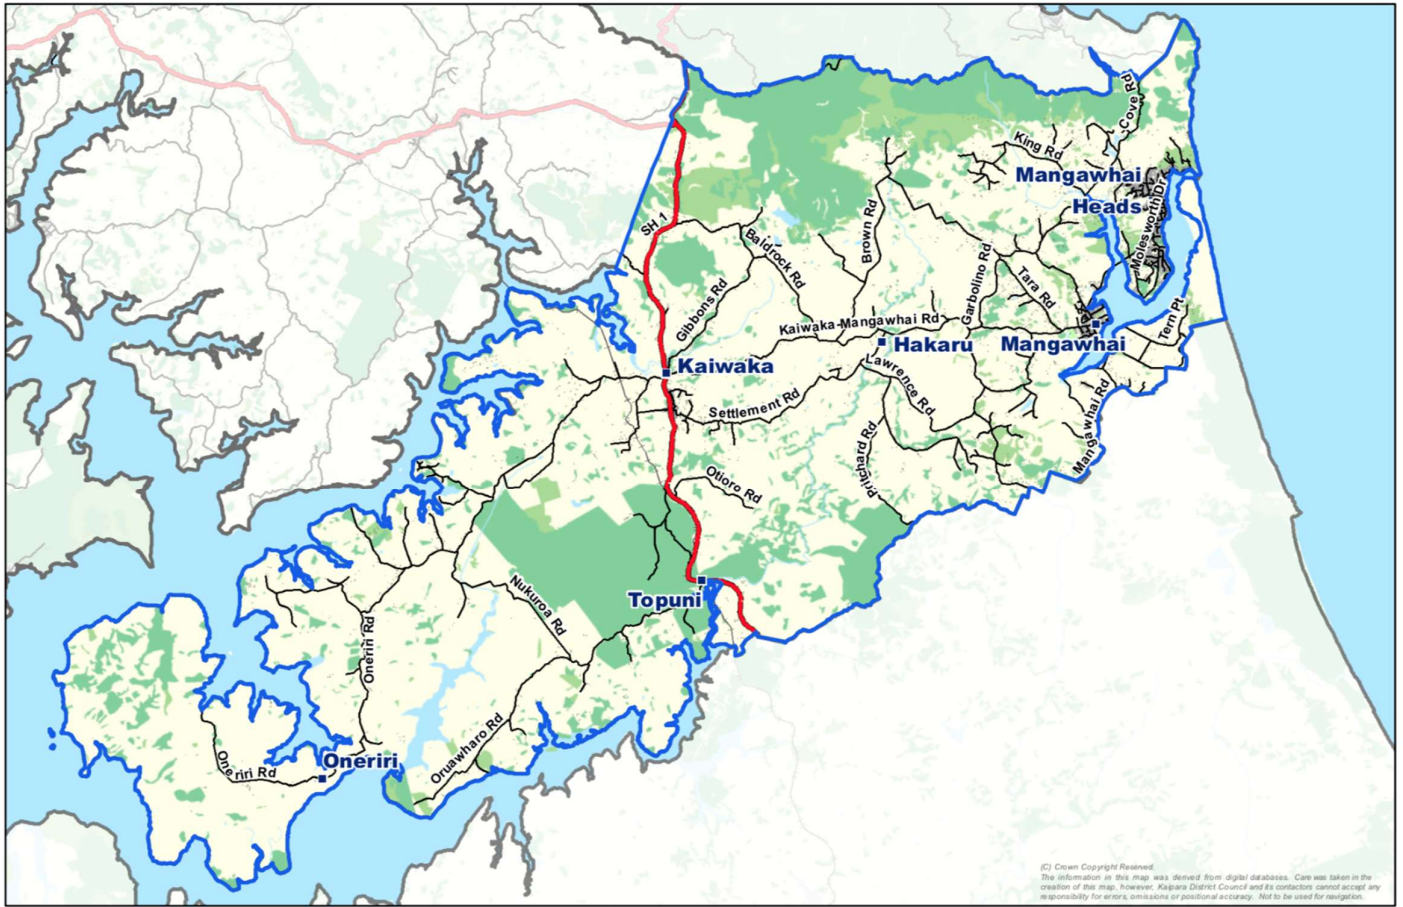 Cove Rd
King Rd
Mangawhai
Heads
Molesworth Dr
SH 1
Baldrock Rd
Brown Rd
Garbolino Rd
Tara Rd
Gibbons Rd
Kaiwaka-Mangawhai Rd
Tern Pt
Hakaru
Mangawhai
Kaiwaka
Lawrence Rd
Settlement Rd
Mangawhai Rd
Pritchard Rd
Otioro Rd
Topuni
Nukuroa Rd
Oneriri Rd
Oruawharo Rd
Oneriri
Oneriri Rd
(C) Crown Copyright Reserved.
The information in this map was derived from digital databases. Care was taken in the
creation of this map, however, Kaipara District Council and its contactors cannot accept any
responsibility for errors, omissions or positional accuracy. Not to be used for navigation.